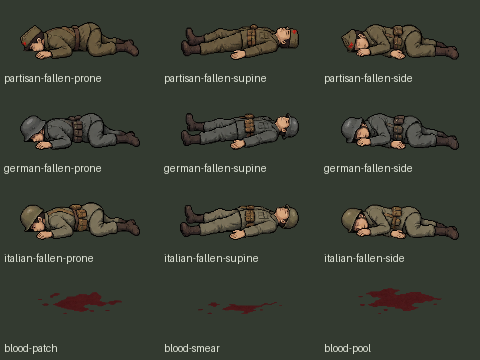 partisan-fallen-prone
partisan-fallen-supine
partisan-fallen-side
german-fallen-prone
german-fallen-supine
german-fallen-side
italian-fallen-prone
italian-fallen-supine
italian-fallen-side
blood-patch
blood-smear
blood-pool